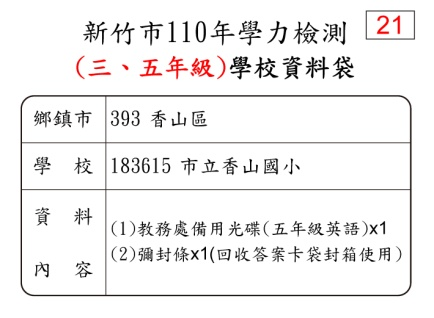 新竹市110年學力檢測
21
(三、五年級)學校資料袋
鄉鎮市 393 香山區
學 校 183615 市立香山國小
資 料
(1)教務處備用光碟(五年級英語)x1
(2)彌封條x1(回收答案卡袋封箱使用)
內 容